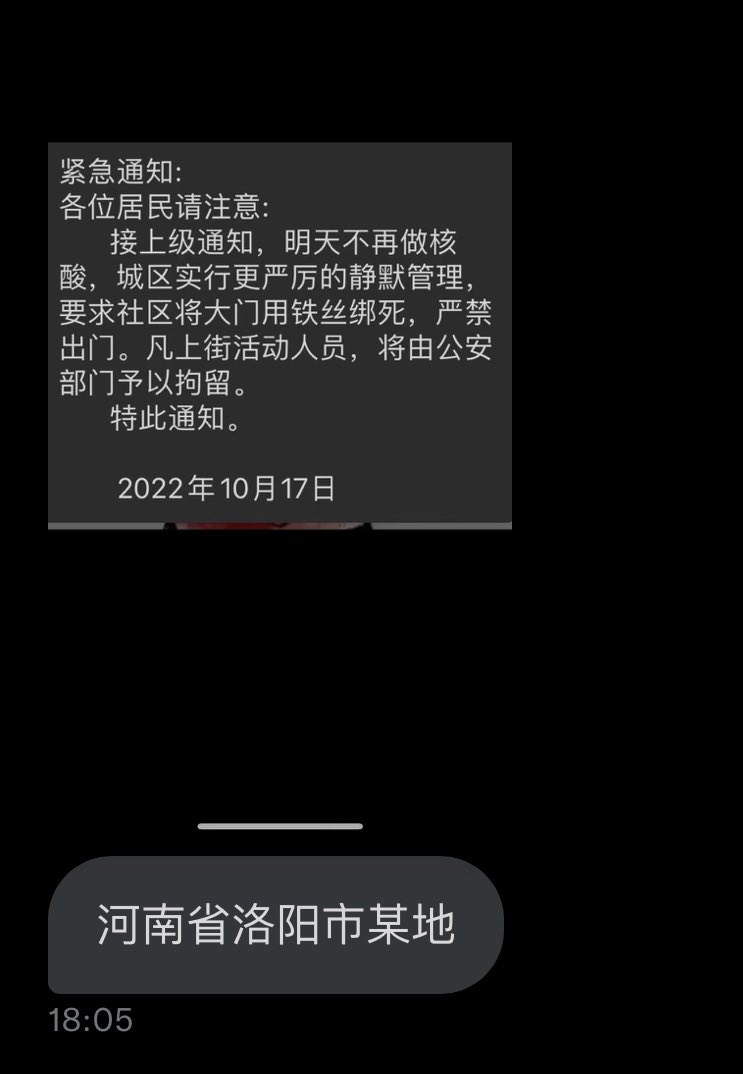 紧急通知:
各位居民请注意:
接上级通知，明天不再做核
酸，城区实行更严厉的静默管理，
要求社区将大门用铁丝绑死，严禁
出门。凡上街活动人员，将由公安
部门予以拘留。
特此通知。
2022年10月17日
河南省洛阳市某地
18:05